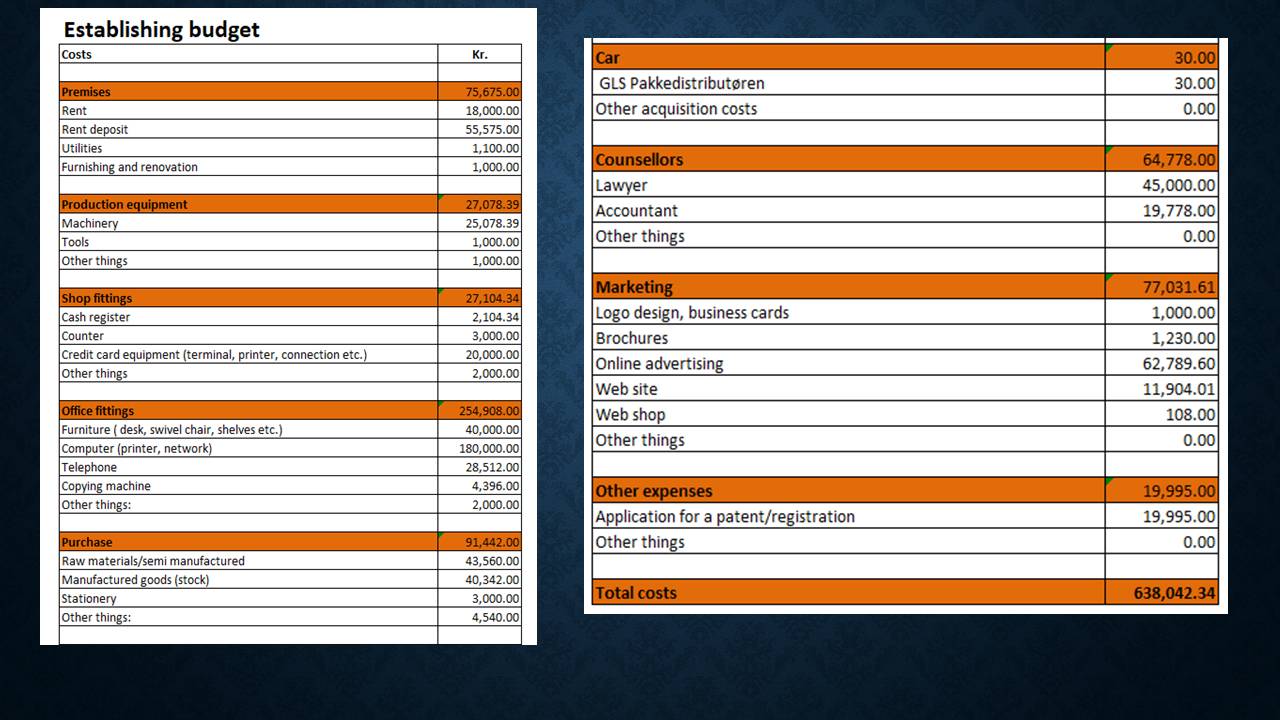 Establishing budget
Costs Kr.
Premises 75,675.00
Rent 18,000.00
Rent deposit 55,575.00
Utilities 1,100.00
Furnishing and renovation 1,000.00
Production equipment 27,078.39
Machinery 25,078.39
Tools 1,000.00
Other things 1,000.00
Shop fittings 27,104.34
Cash register 2,104.34
Counter 3,000.00
Credit card equipment (terminal, printer, connection etc.) 20,000.00
Other things 2,000.00
Office fittings 254,908.00
Furniture ( desk, swivel chair, shelves etc.) 40,000.00
Computer (printer, network) 180,000.00
Telephone 28,512.00
Copying machine 4,396.00
Other things: 2,000.00
Purchase 91,442.00
Raw materials/semi manufactured 43,560.00
Manufactured goods (stock) 40,342.00
Stationery 3,000.00
Other things: 4,540.00
Car 30.00
GLS Pakkedistributøren 30.00
Other acquisition costs 0.00
Counsellors 64,778.00
Lawyer 45,000.00
Accountant 19,778.00
Other things 0.00
Marketing 77,031.61
Logo design, business cards 1,000.00
Brochures 1,230.00
Online advertising 62,789.60
Web site 11,904.01
Web shop 108.00
Other things 0.00
Other expenses 19,995.00
Application for a patent/registration 19,995.00
Other things 0.00
Total costs 638,042.34